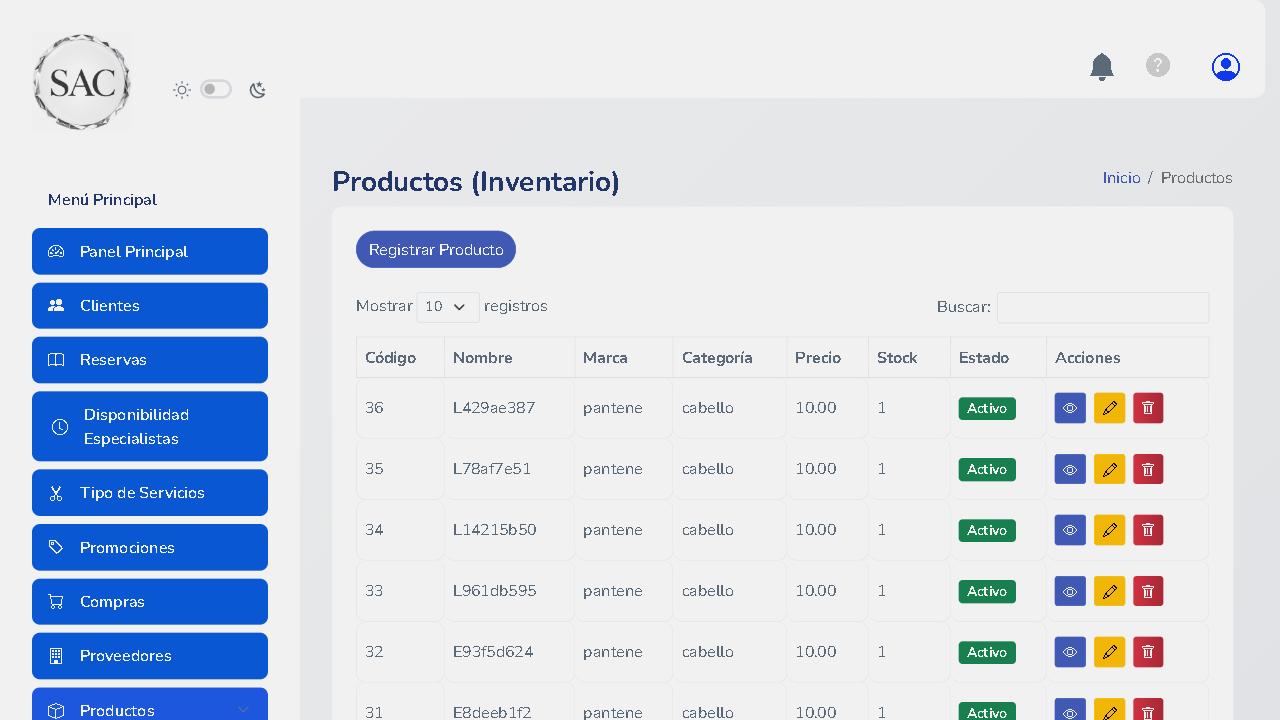 SAC
Menú Principal
Panel Principal
Clientes
Reservas
Disponibilidad
Especialistas
Tipo de Servicios
Promociones
Compras
Proveedores
Productos
?
Productos (Inventario)
Inicio / Productos
Registrar Producto
Mostrar 10 registros
Buscar:
Código Nombre Marca Categoría Precio Stock Estado Acciones
36 L429ae387 pantene cabello 10.00 1 Activo
35 L78af7e51 pantene cabello 10.00 1 Activo
34 L14215b50 pantene cabello 10.00 1 Activo
33 L961db595 pantene cabello 10.00 1 Activo
32 E93f5d624 pantene cabello 10.00 1 Activo
31 E8deeb1f2 pantene cabello 10.00 1 Activo